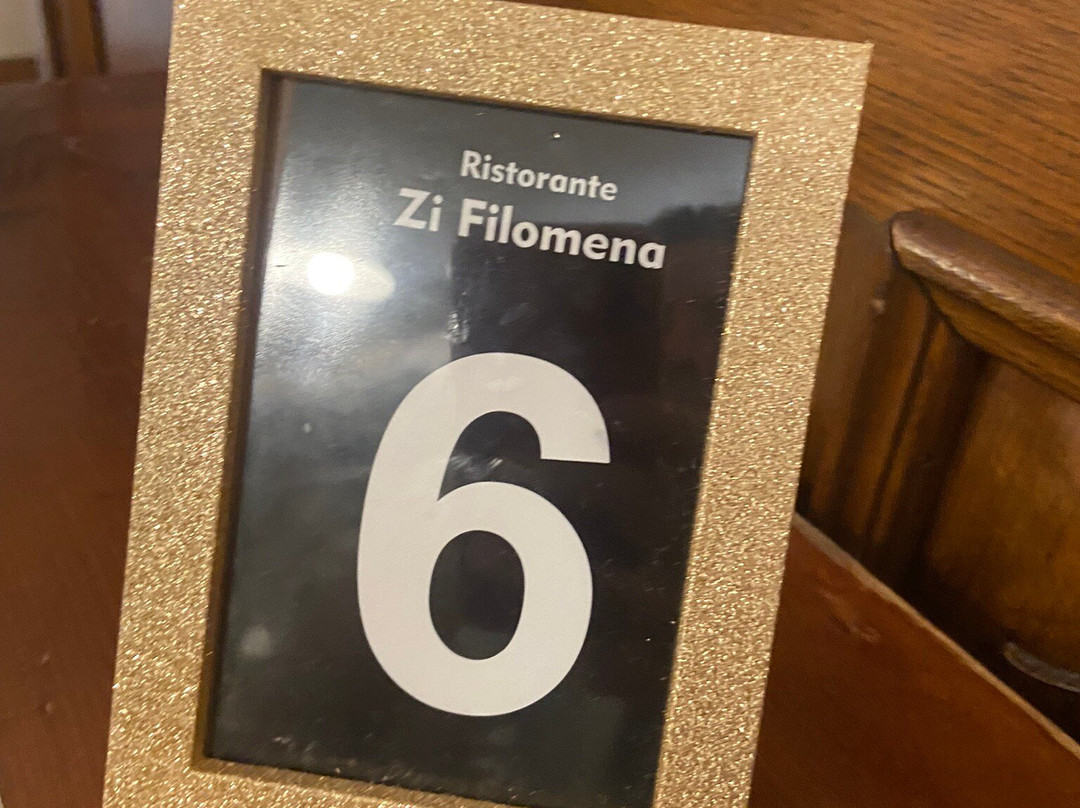 Ristorante
Zi Filomena
6